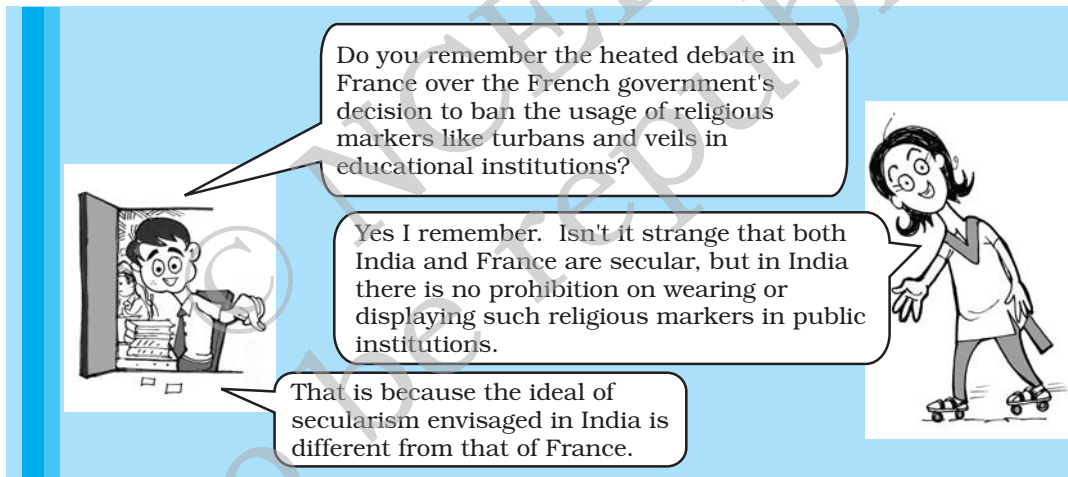 Do you remember the heated debate in
France over the French government's
decision to ban the usage of religious
markers like turbans and veils in
educational institutions?
Yes I remember. Isn't it strange that both
India and France are secular, but in India
there is no prohibition on wearing or
displaying such religious markers in public
institutions.
That is because the ideal of
secularism envisaged in India is
different from that of France.
© NCE
be republ